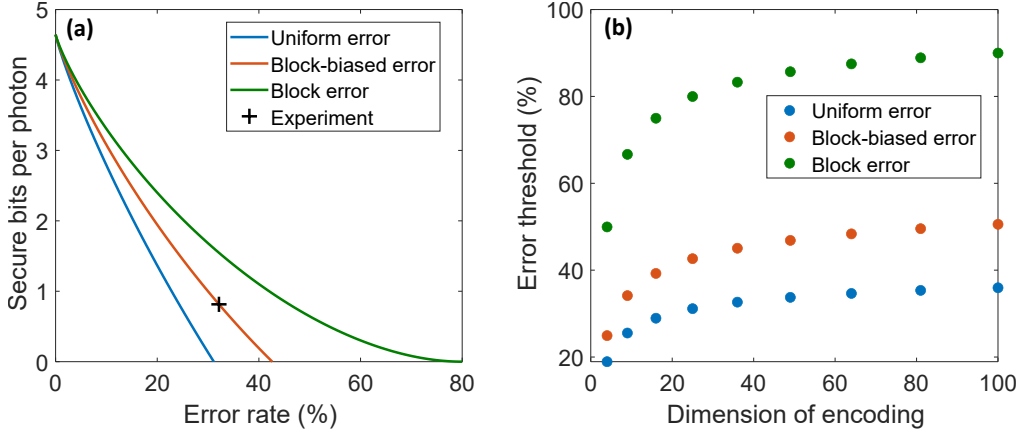 (a)
Uniform error
Block-biased error
Block error
Experiment
Secure bits per photon
5
4
3
2
1
0
0 20 40 60 80
Error rate (%)
(b)
Uniform error
Block-biased error
Block error
Error threshold (%)
100
80
60
40
20
0 20 40 60 80 100
Dimension of encoding